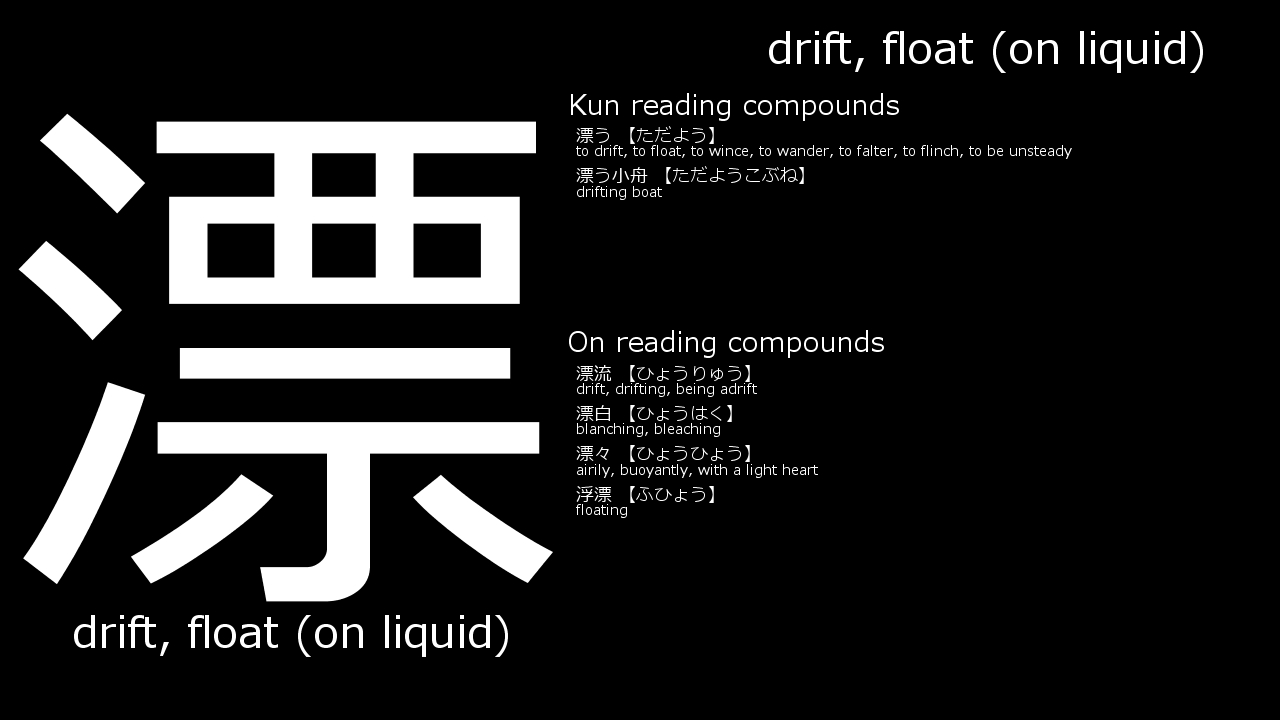 drift, float (on liquid)
漂
Kun reading compounds
漂う 【ただよう】
to drift, to float, to wince, to wander, to falter, to flinch, to be unsteady
漂う小舟 【ただようこぶね】
drifting boat
On reading compounds
漂流 【ひょうりゅう】
drift, drifting, being adrift
漂白 【ひょうはく】
blanching, bleaching
漂々 【ひょうひょう】
airily, buoyantly, with a light heart
浮漂 【ふひょう】
floating
drift, float (on liquid)